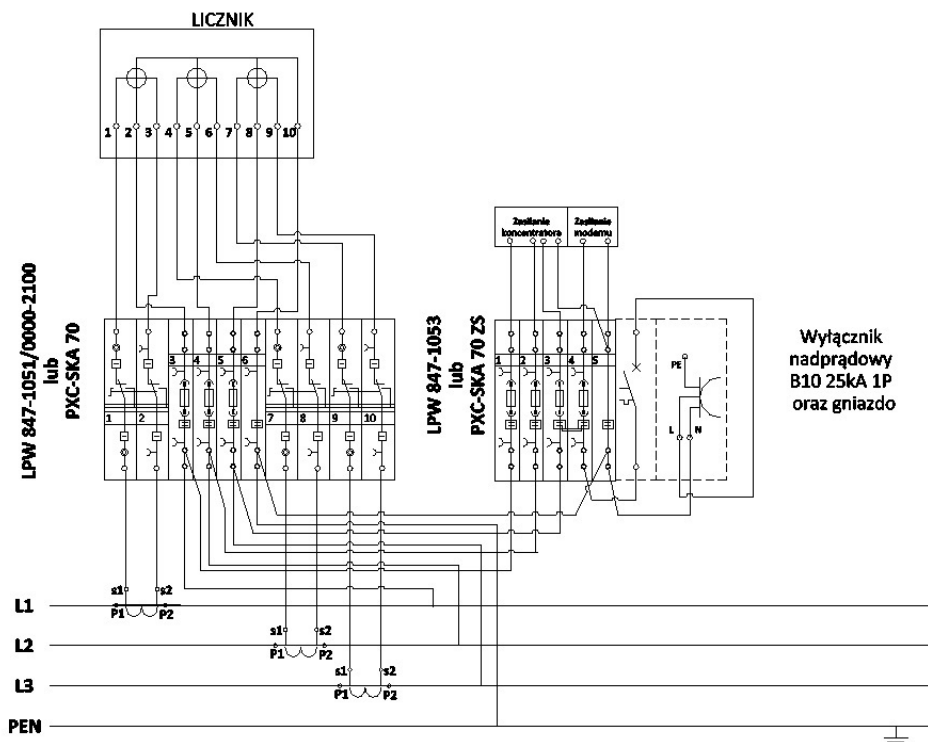 LICZNIK
1 2 3 4 5 6 7 8 9 10
Zasilanie
koncentratora
Zasilanie
modemu
LPW 847-1051/0000-2100
lub
PXC-SKA 70
3 4 5 6
1 2 7 8 9 10
LPW 847-1053
lub
PXC-SKA 70 ZS
1 2 3 4 5
PE
L N
Wyłącznik
nadprądowy
B10 25kA 1P
oraz gniazdo
s1 s2
L1
P1 P2
s1 s2
L2
P1 P2
s1 s2
L3
P1 P2
PEN